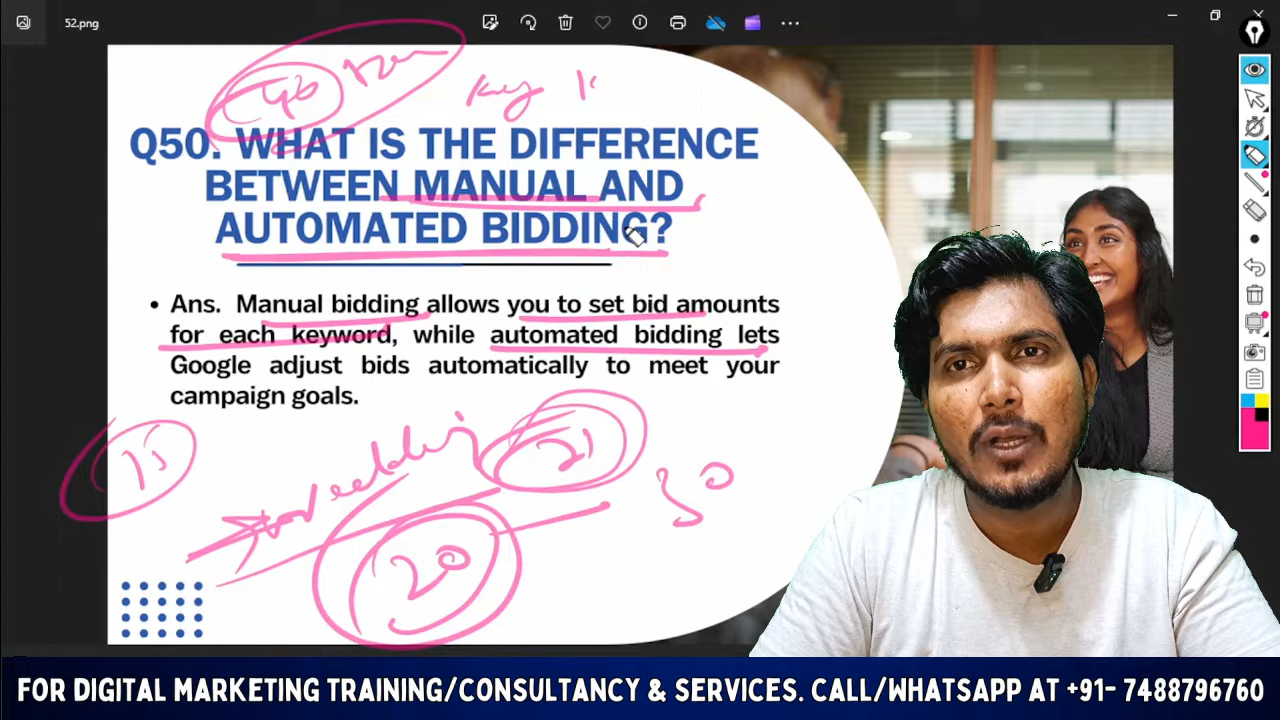 52.png
40
Key
Q50. WHAT IS THE DIFFERENCE
BETWEEN MANUAL AND
AUTOMATED BIDDING?
• Ans. Manual bidding allows you to set bid amounts
for each keyword, while automated bidding lets
Google adjust bids automatically to meet your
campaign goals.
15
21
30
20
FOR DIGITAL MARKETING TRAINING/CONSULTANCY & SERVICES. CALL/WHATSAPP AT +91- 7488796760